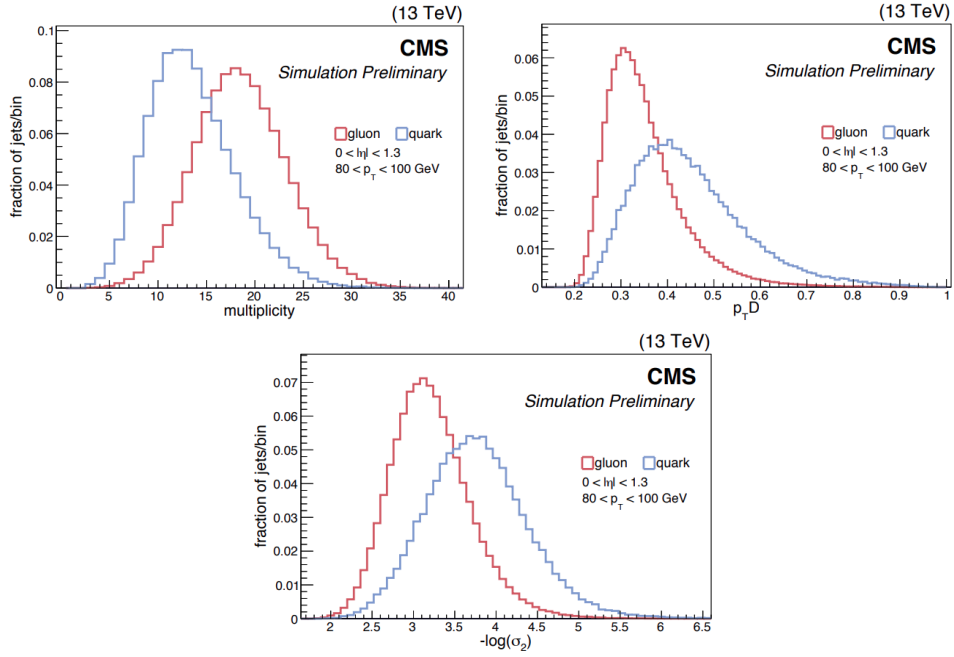 (13 TeV)
CMS
Simulation Preliminary
gluon quark
0 < |η| < 1.3
80 < p_T < 100 GeV
fraction of jets/bin
0.1
0.08
0.06
0.04
0.02
0
0 5 10 15 20 25 30 35 40
multiplicity
(13 TeV)
CMS
Simulation Preliminary
gluon quark
0 < |η| < 1.3
80 < p_T < 100 GeV
fraction of jets/bin
0.06
0.05
0.04
0.03
0.02
0.01
0
0.2 0.3 0.4 0.5 0.6 0.7 0.8 0.9 1
p_TD
(13 TeV)
CMS
Simulation Preliminary
gluon quark
0 < |η| < 1.3
80 < p_T < 100 GeV
fraction of jets/bin
0.07
0.06
0.05
0.04
0.03
0.02
0.01
0
2 2.5 3 3.5 4 4.5 5 5.5 6 6.5
-log(σ₂)